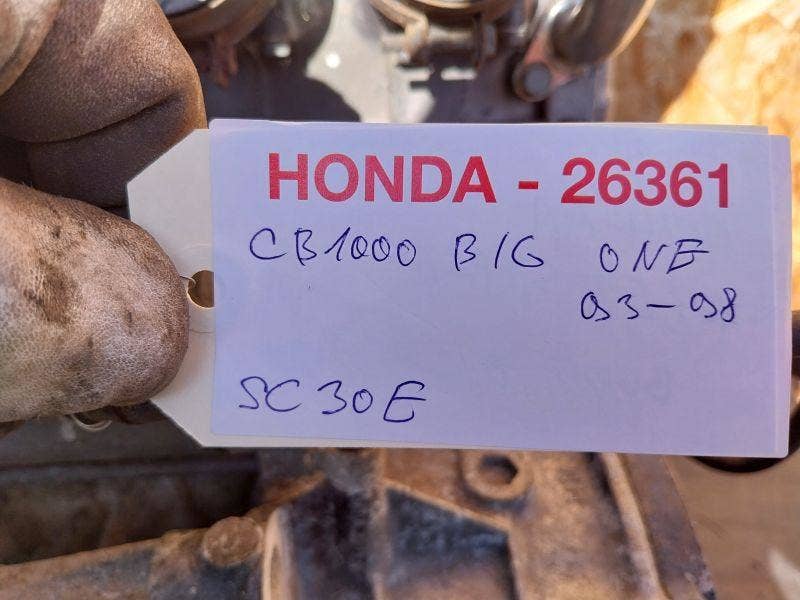 HONDA - 26361
CB1000 BIG ONE
93-98
SC30E